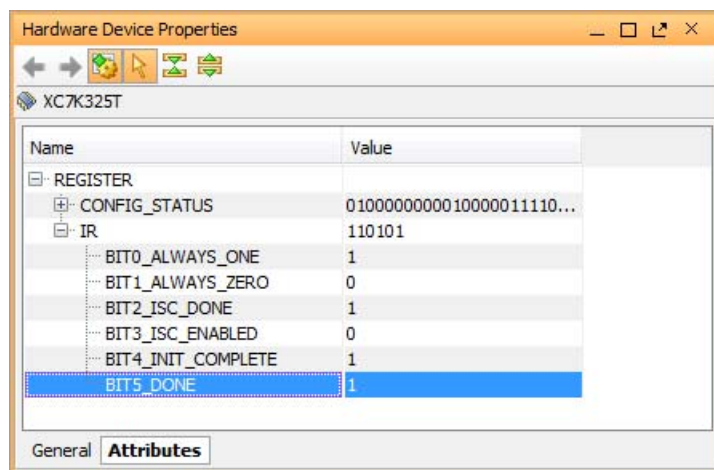 Hardware Device Properties
XC7K325T
Name Value
REGISTER
CONFIG_STATUS 0100000000010000011110...
IR 110101
BIT0_ALWAYS_ONE 1
BIT1_ALWAYS_ZERO 0
BIT2_ISC_DONE 1
BIT3_ISC_ENABLED 0
BIT4_INIT_COMPLETE 1
BIT5_DONE 1
General Attributes